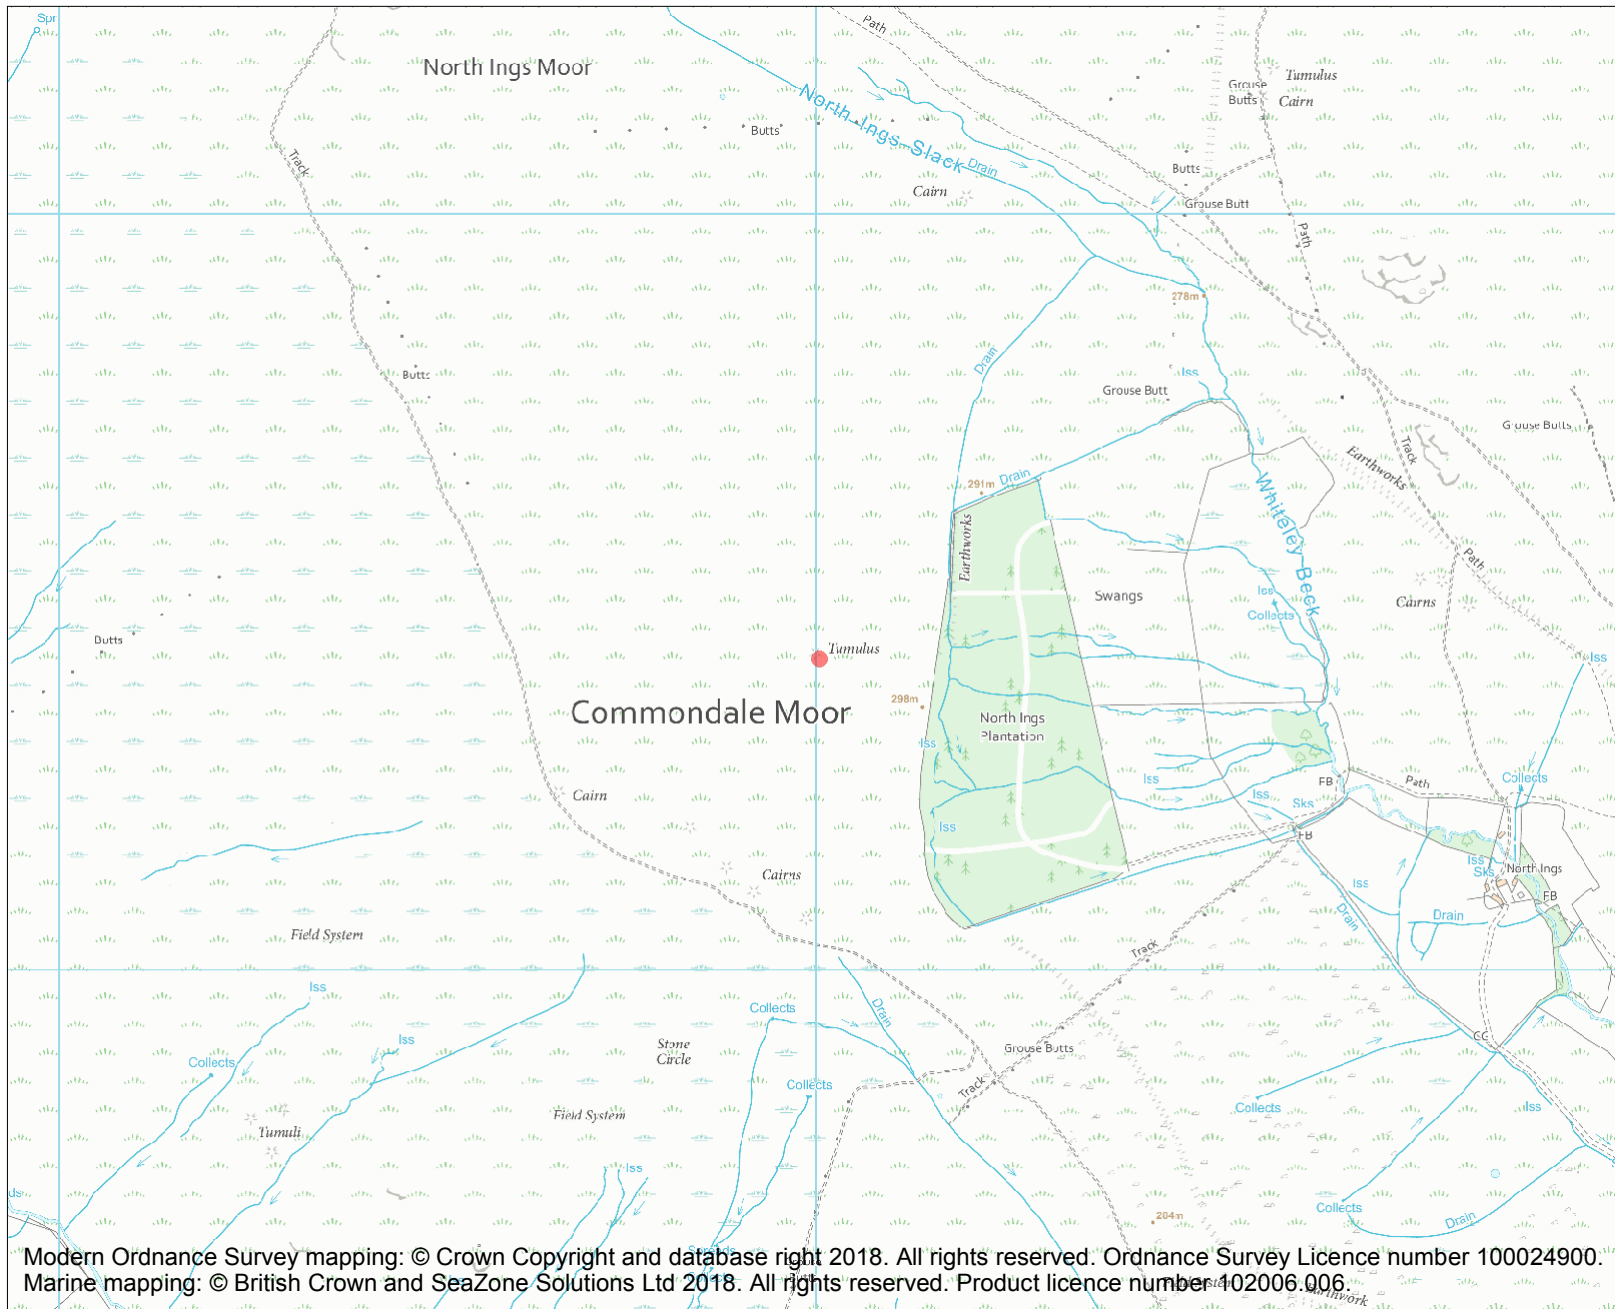 Spr
Path
North Ings Moor
Tumulus
Grouse
Butts
Cairn
North Ings Slack
Butts
Track
Drain
Butts
Cairn
Grouse Butt
Path
278m
Drain
Iss
Butts
Grouse Butt
Grouse Butts
Track
Earthworks
291m
Drain
Whiteley Beck
Earthworks
Path
Swangs
Iss
Collects
Cairns
Butts
Tumulus
Iss
298m
Commondale Moor
North Ings
Plantation
Iss
Iss
Collects
FB
Path
Cairn
Iss
Sks
Iss
FB
Cairns
Iss
Sks
North Ings
Iss
FB
Drain
Drain
Field System
Track
Iss
Collects
Drain
Iss
Stone
Circle
Grouse Butts
CG
Collects
Collects
Track
Field System
Collects
Iss
Tumuli
Iss
ds
Collects
204m
Drain
Spreads
Modern Ordnance Survey mapping: © Crown Copyright and database right 2018. All rights reserved. Ordnance Survey Licence number 100024900.
Marine mapping: © British Crown and SeaZone Solutions Ltd 2018. All rights reserved. Product licence number 102006.006.
Earthwork